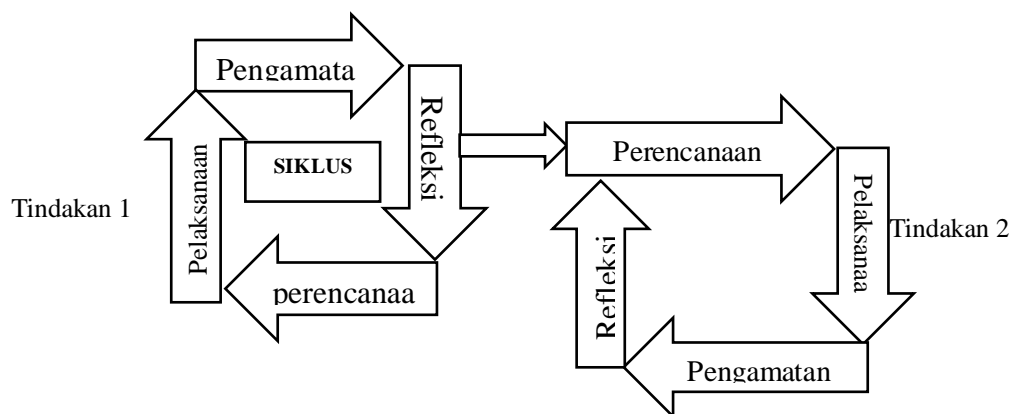 Pengamata
Refleksi
SIKLUS
Pelaksanaan
Tindakan 1
perencanaa
Perencanaan
Pelaksanaa
Tindakan 2
Refleksi
Pengamatan